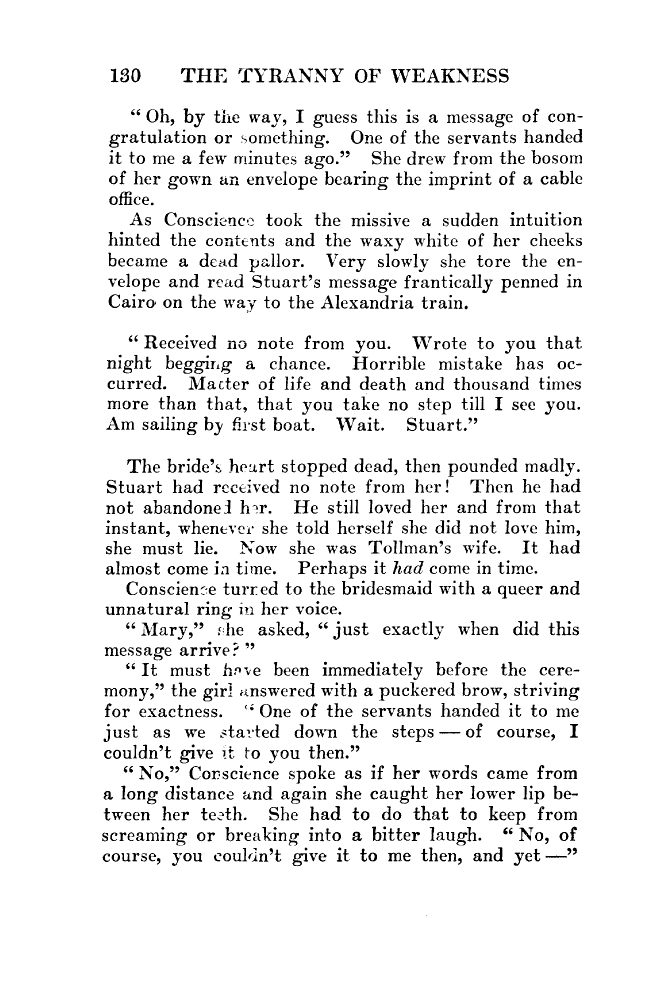 130 THE TYRANNY OF WEAKNESS
“ Oh, by the way, I guess this is a message of con-
gratulation or something. One of the servants handed
it to me a few minutes ago.” She drew from the bosom
of her gown an envelope bearing the imprint of a cable
office.
As Conscience took the missive a sudden intuition
hinted the contents and the waxy white of her cheeks
became a dead pallor. Very slowly she tore the en-
velope and read Stuart’s message frantically penned in
Cairo on the way to the Alexandria train.
“ Received no note from you. Wrote to you that
night begging a chance. Horrible mistake has oc-
curred. Matter of life and death and thousand times
more than that, that you take no step till I see you.
Am sailing by first boat. Wait. Stuart.”
The bride’s heart stopped dead, then pounded madly.
Stuart had received no note from her! Then he had
not abandoned her. He still loved her and from that
instant, whenever she told herself she did not love him,
she must lie. Now she was Tollman’s wife. It had
almost come in time. Perhaps it had come in time.
Conscience turned to the bridesmaid with a queer and
unnatural ring in her voice.
“ Mary,” she asked, “ just exactly when did this
message arrive? ”
“ It must have been immediately before the cere-
mony,” the girl answered with a puckered brow, striving
for exactness. “ One of the servants handed it to me
just as we started down the steps — of course, I
couldn’t give it to you then.”
“ No,” Conscience spoke as if her words came from
a long distance and again she caught her lower lip be-
tween her teeth. She had to do that to keep from
screaming or breaking into a bitter laugh. “ No, of
course, you couldn’t give it to me then, and yet —”